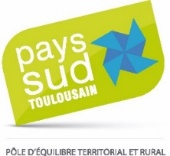 pays
sud
TOULOUSAIN
PÔLE D'ÉQUILIBRE TERRITORIAL ET RURAL